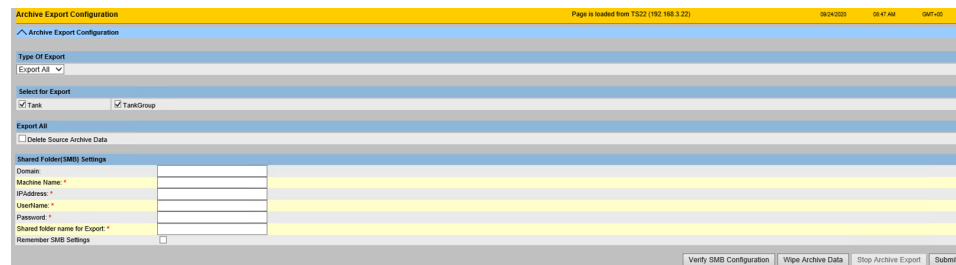 Archive Export Configuration Page is loaded from TS22 (192.168.3.22) 09/24/2020 08:47 AM GMT+00
Archive Export Configuration
Type Of Export
Export All
Select for Export
Tank TankGroup
Export All
Delete Source Archive Data
Shared Folder(SMB) Settings
Domain:
Machine Name: *
IPAddress: *
UserName: *
Password: *
Shared folder name for Export: *
Remember SMB Settings
Verify SMB Configuration Wipe Archive Data Stop Archive Export Submit